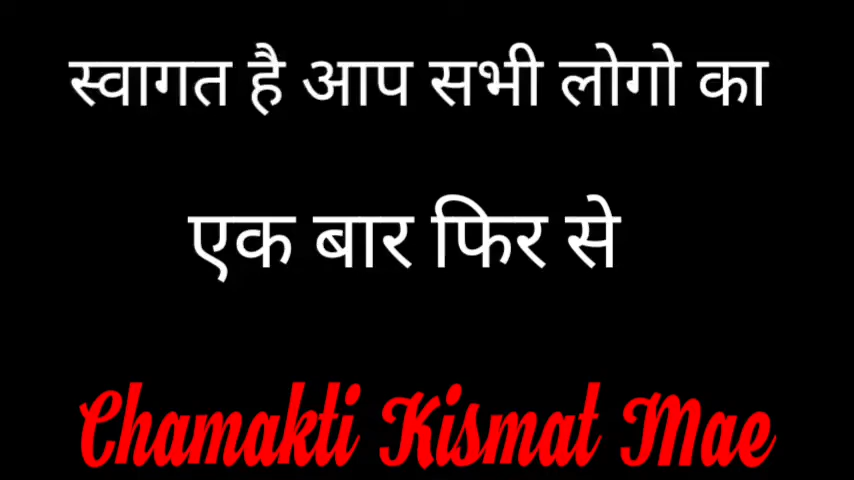 स्वागत है आप सभी लोगो का
एक बार फिर से
Chamakti Kismat Mae